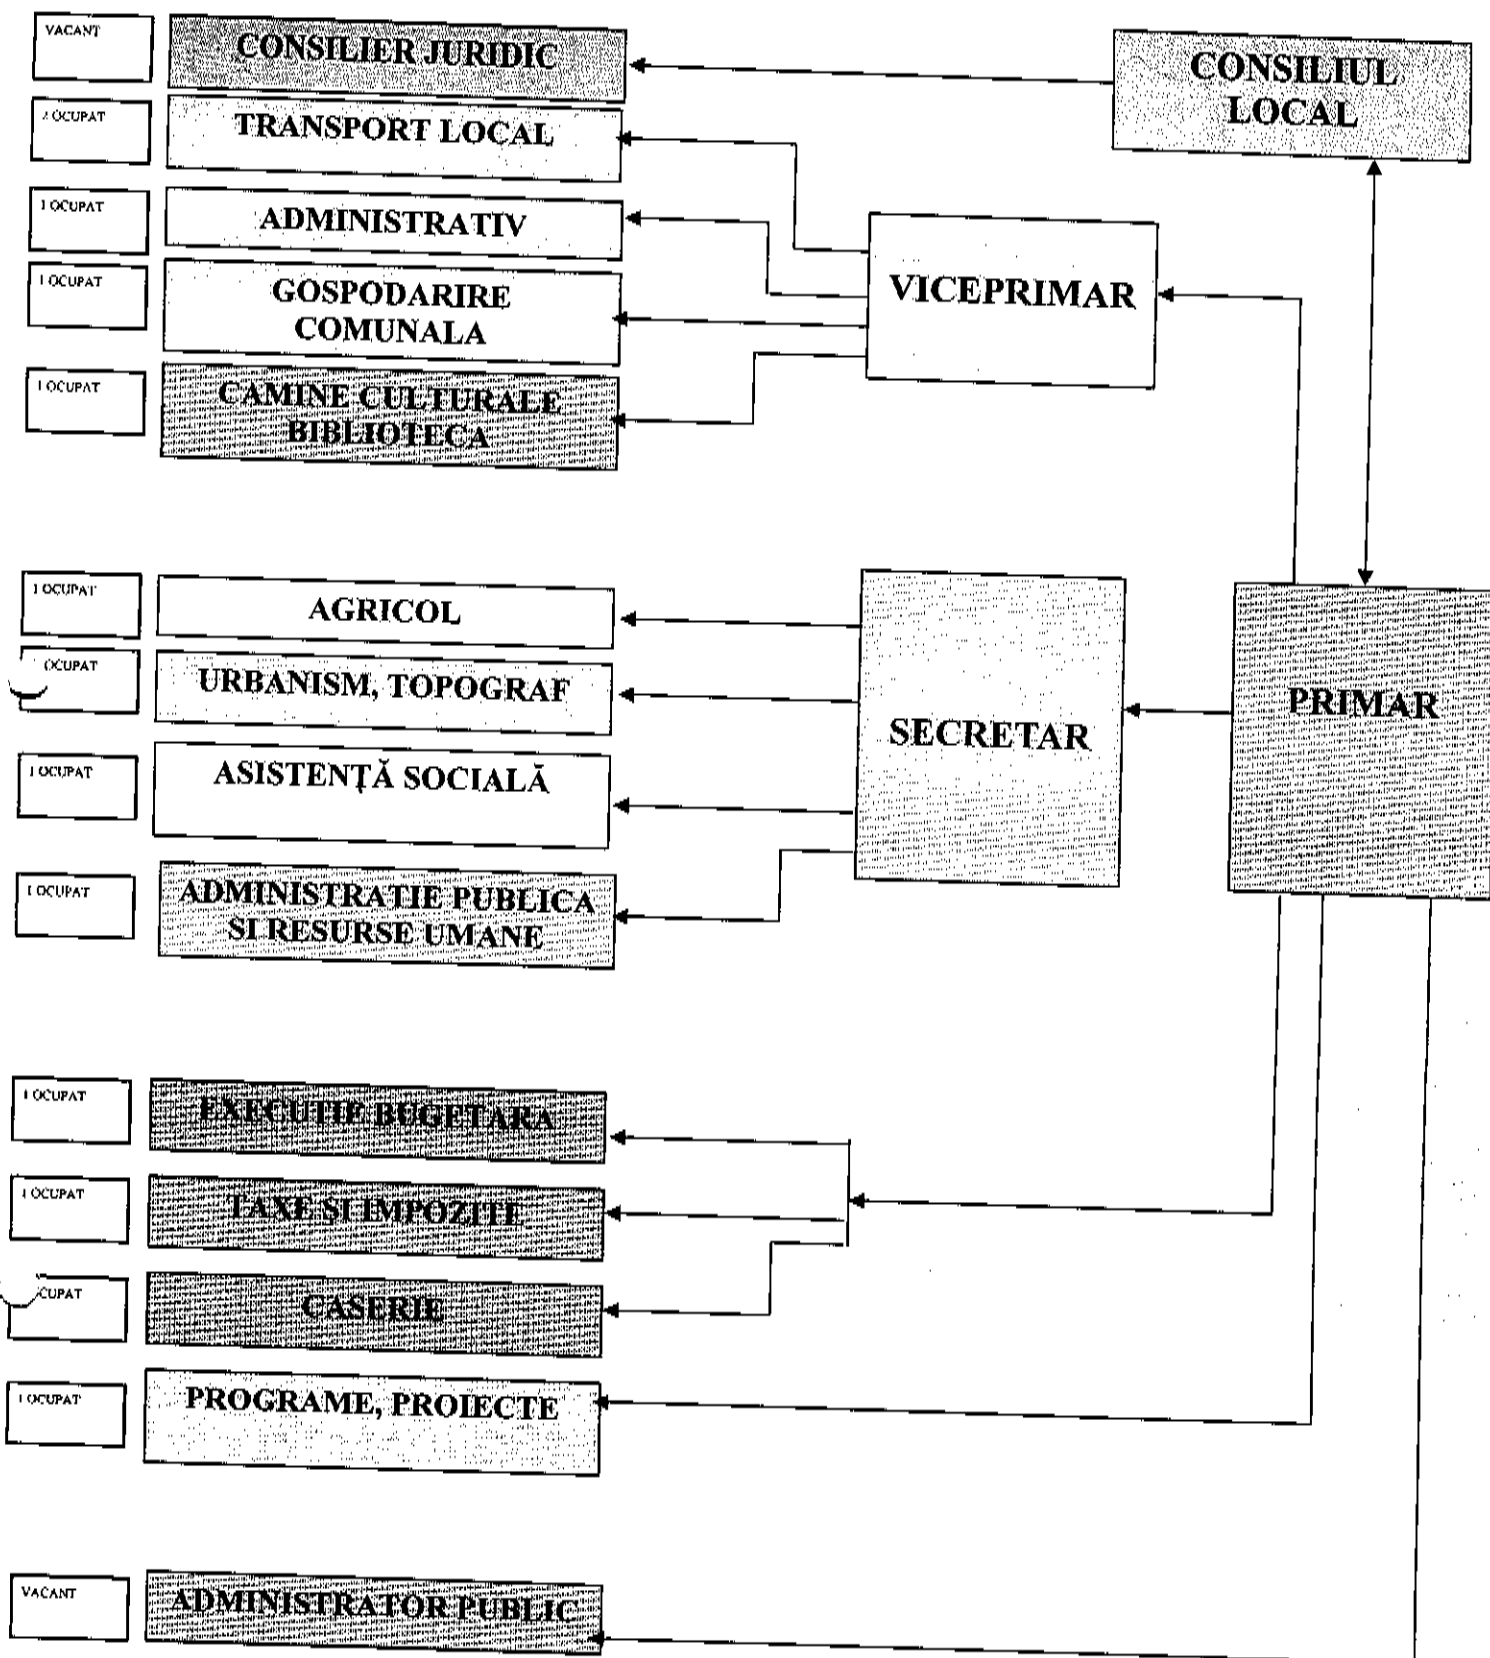 VACANT
CONSILIER JURIDIC
CONSILIUL
LOCAL
2 OCUPAT
TRANSPORT LOCAL
1 OCUPAT
ADMINISTRATIV
1 OCUPAT
GOSPODARIRE
COMUNALA
VICEPRIMAR
1 OCUPAT
CAMINE CULTURALE
BIBLIOTECA
1 OCUPAT
AGRICOL
OCUPAT
URBANISM, TOPOGRAF
PRIMAR
SECRETAR
1 OCUPAT
ASISTENȚĂ SOCIALĂ
1 OCUPAT
ADMINISTRATIE PUBLICA
SI RESURSE UMANE
1 OCUPAT
EXECUTIE BUGETARA
1 OCUPAT
TAXE ȘI IMPOZITE
CASERIE
1 OCUPAT
PROGRAME, PROIECTE
VACANT
ADMINISTRATOR PUBLIC